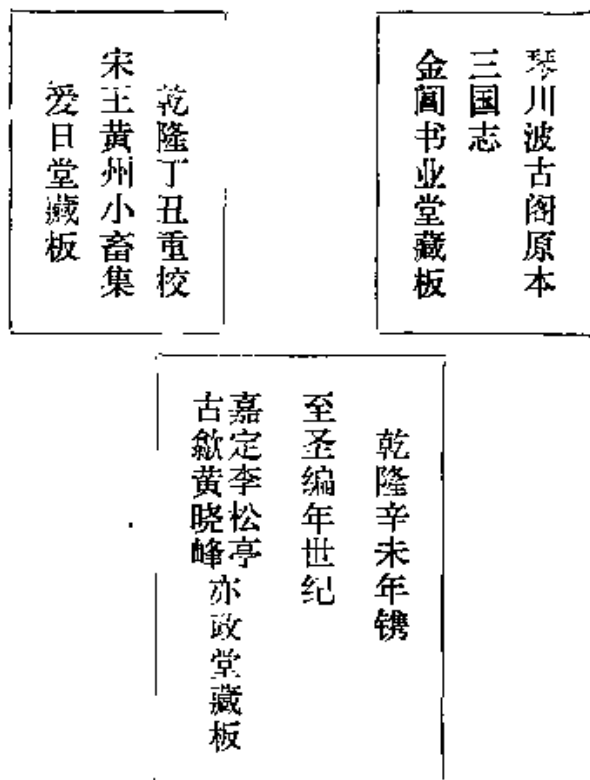 琴川波古阁原本
三国志
金阊书业堂藏板
乾隆丁丑重校
宋王黄州小畜集
爱日堂藏板
乾隆辛未年镌
至圣编年世纪
嘉定李松亭
古歙黄晓峰
亦政堂藏板